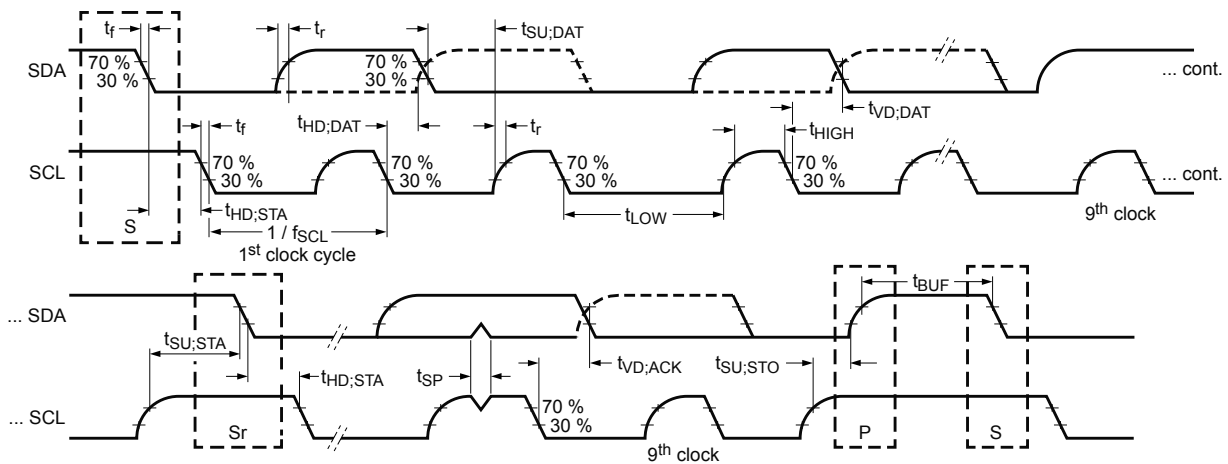 tf
tr
tSU;DAT
70 %
30 %
SDA
70 %
30 %
... cont.
tVD;DAT
tf
tHD;DAT
tr
tHIGH
SCL
70 %
30 %
70 %
30 %
70 %
30 %
70 %
30 %
... cont.
S
tHD;STA
1 / fSCL
1st clock cycle
tLOW
9th clock
tBUF
... SDA
tSU;STA
tHD;STA
tSP
tVD;ACK
tSU;STO
... SCL
70 %
30 %
Sr
9th clock
P
S